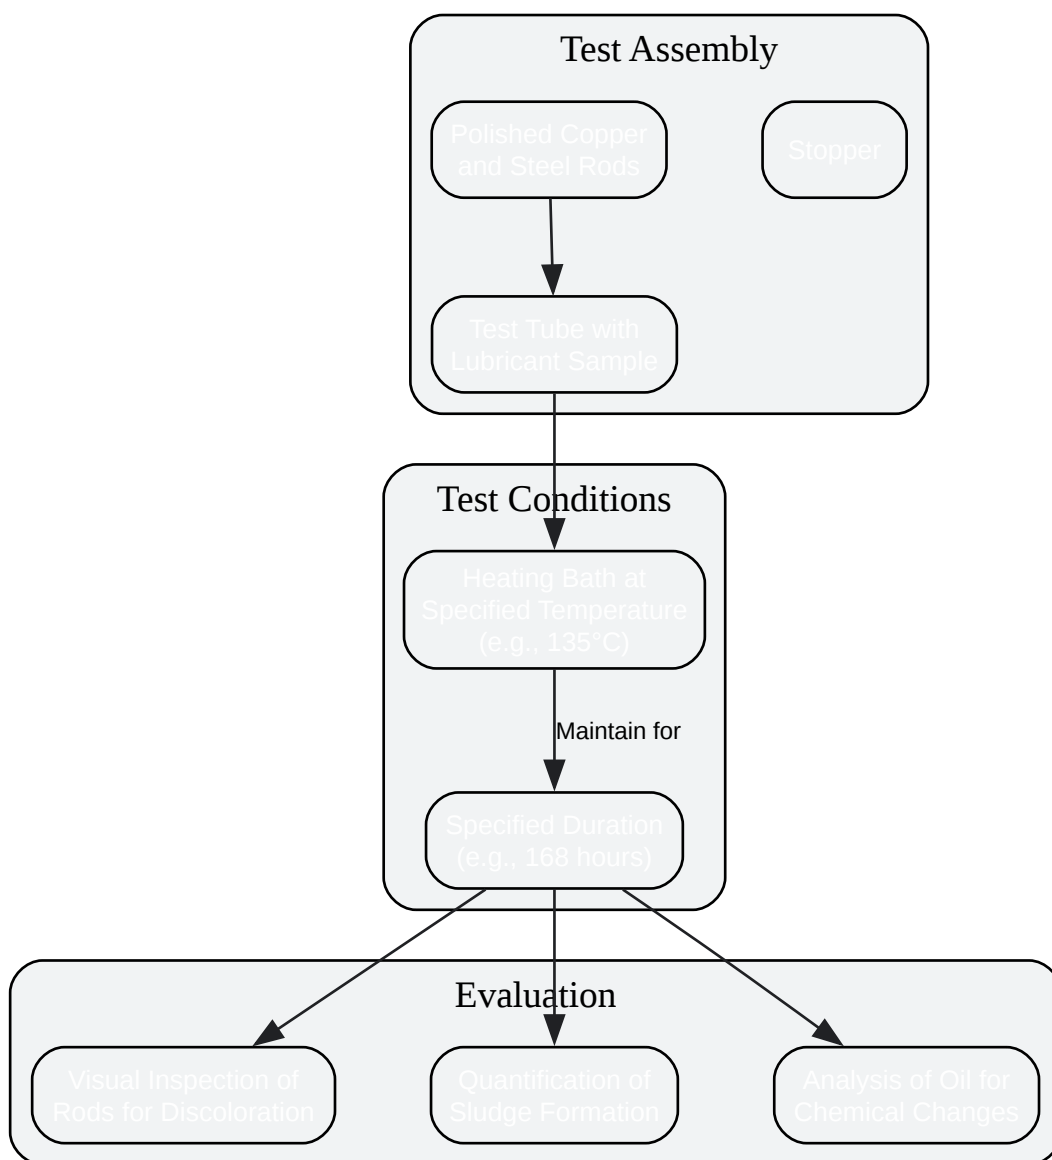 Test Assembly
Polished Copper
and Steel Rods
Stopper
Test Tube with
Lubricant Sample
Test Conditions
Heating Bath at
Specified Temperature
(e.g., 135°C)
Maintain for
Specified Duration
(e.g., 168 hours)
Evaluation
Visual Inspection of
Rods for Discoloration
Quantification of
Sludge Formation
Analysis of Oil for
Chemical Changes